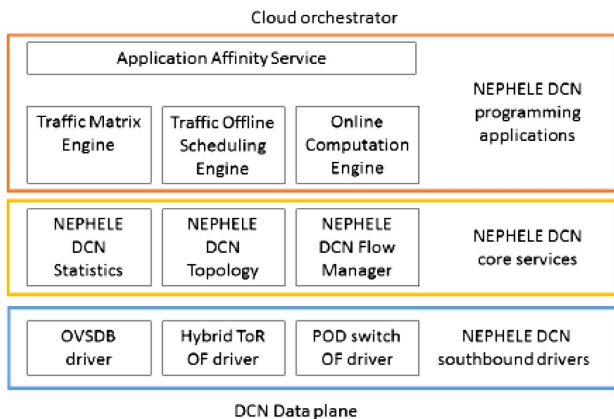 Cloud orchestrator
Application Affinity Service
NEPHELE DCN
programming
applications
Traffic Matrix
Engine
Traffic Offline
Scheduling
Engine
Online
Computation
Engine
NEPHELE
DCN
Statistics
NEPHELE
DCN
Topology
NEPHELE
DCN Flow
Manager
NEPHELE DCN
core services
OVSDB
driver
Hybrid ToR
OF driver
POD switch
OF driver
NEPHELE DCN
southbound drivers
DCN Data plane